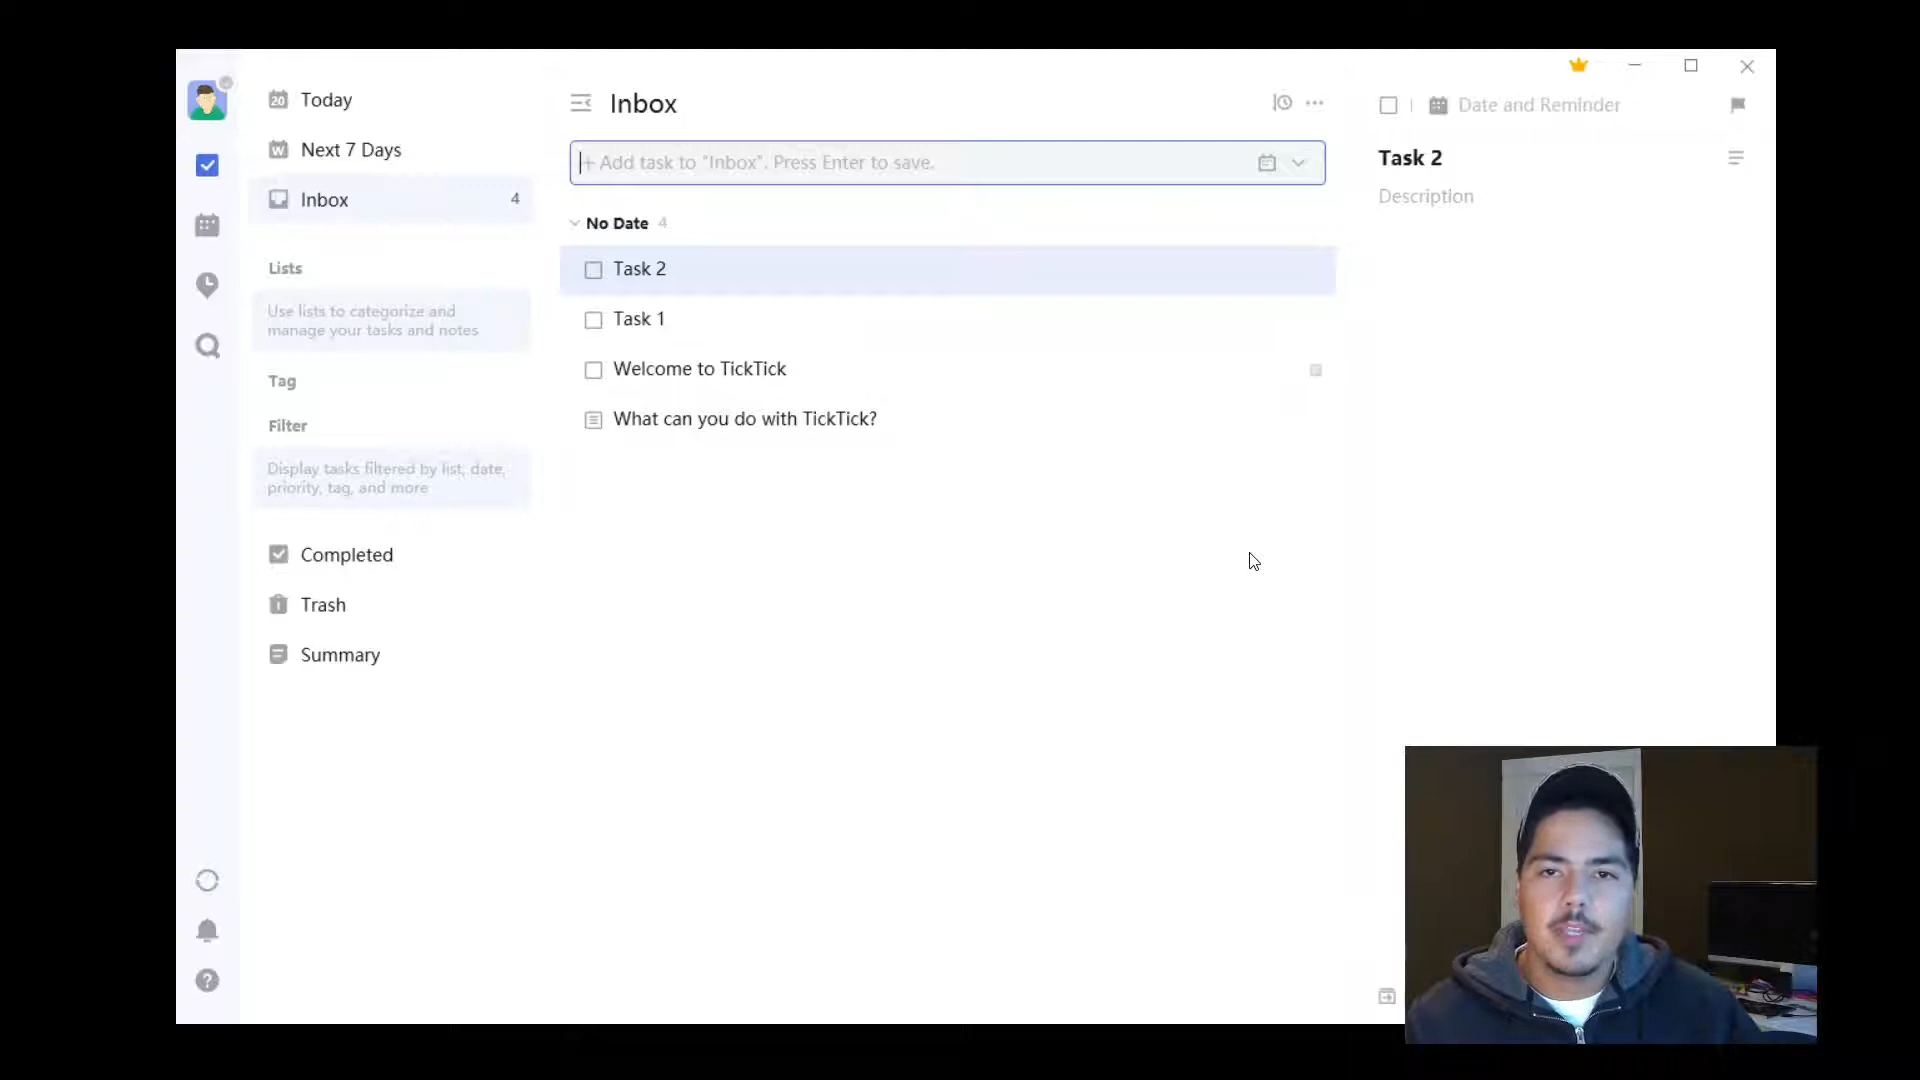 20 Today
W Next 7 Days
Inbox 4
Lists
Use lists to categorize and
manage your tasks and notes
Tag
Filter
Display tasks filtered by list, date,
priority, tag, and more
Completed
Trash
Summary
?
Inbox
+ Add task to "Inbox". Press Enter to save.
No Date 4
Task 2
Task 1
Welcome to TickTick
What can you do with TickTick?
Date and Reminder
Task 2
Description